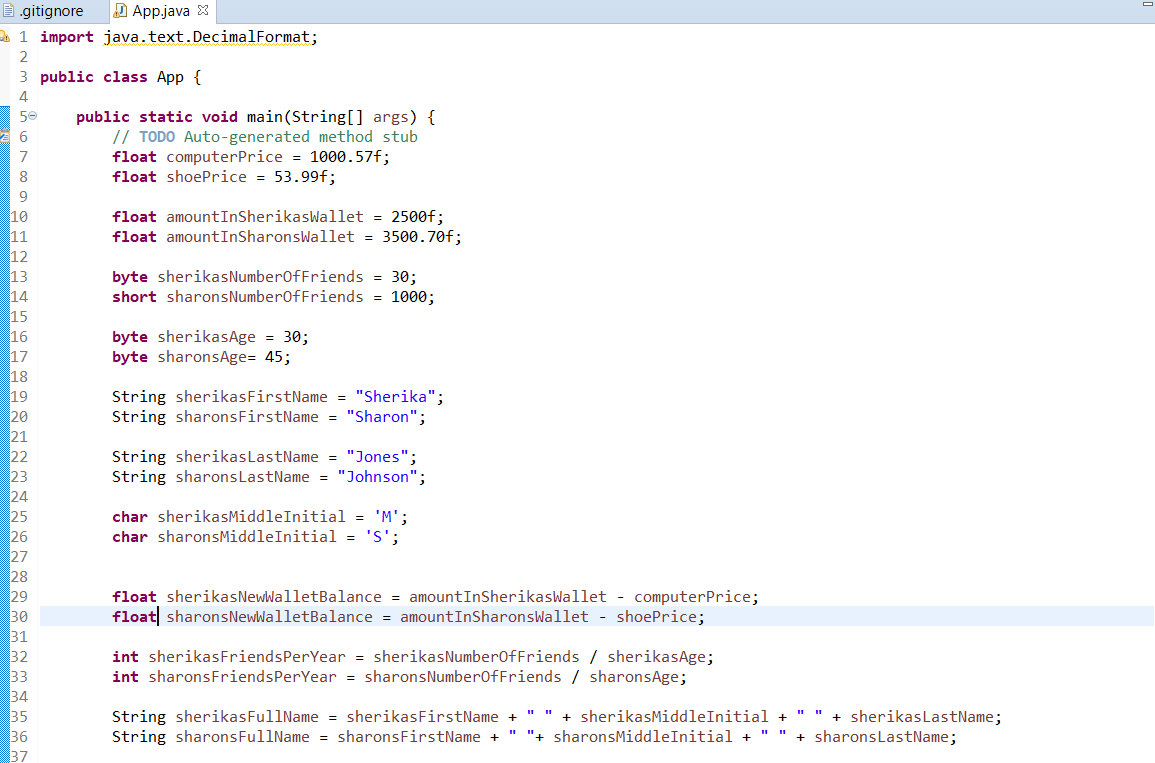 .gitignore App.java
1 import java.text.DecimalFormat;
2
3 public class App {
4
5 public static void main(String[] args) {
6 // TODO Auto-generated method stub
7 float computerPrice = 1000.57f;
8 float shoePrice = 53.99f;
9
10 float amountInSherikasWallet = 2500f;
11 float amountInSharonsWallet = 3500.70f;
12
13 byte sherikasNumberOfFriends = 30;
14 short sharonsNumberOfFriends = 1000;
15
16 byte sherikasAge = 30;
17 byte sharonsAge= 45;
18
19 String sherikasFirstName = "Sherika";
20 String sharonsFirstName = "Sharon";
21
22 String sherikasLastName = "Jones";
23 String sharonsLastName = "Johnson";
24
25 char sherikasMiddleInitial = 'M';
26 char sharonsMiddleInitial = 'S';
27
28
29 float sherikasNewWalletBalance = amountInSherikasWallet - computerPrice;
30 float sharonsNewWalletBalance = amountInSharonsWallet - shoePrice;
31
32 int sherikasFriendsPerYear = sherikasNumberOfFriends / sherikasAge;
33 int sharonsFriendsPerYear = sharonsNumberOfFriends / sharonsAge;
34
35 String sherikasFullName = sherikasFirstName + " " + sherikasMiddleInitial + " " + sherikasLastName;
36 String sharonsFullName = sharonsFirstName + " "+ sharonsMiddleInitial + " " + sharonsLastName;
37